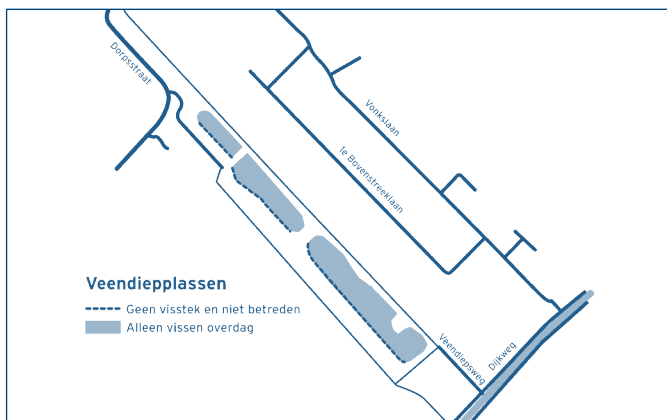 Dorpsstraat
Vonkslaan
1e Bovenstreeklaan
Veendiepplassen
Geen visstek en niet betreden
Alleen vissen overdag
Veendiepsweg
Dijkweg